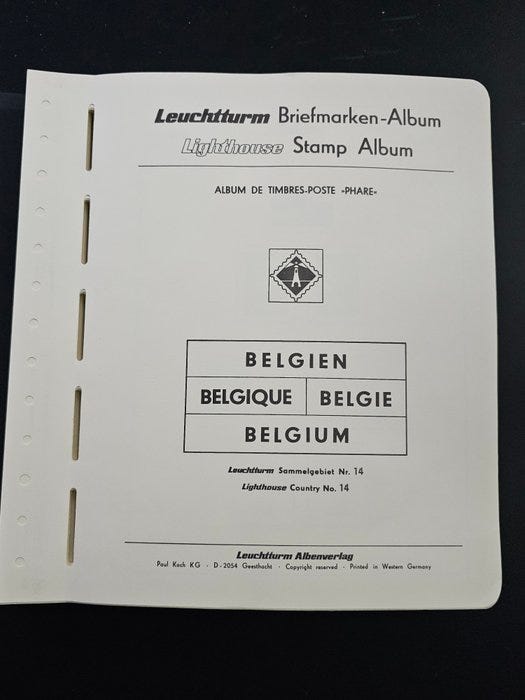 Leuchtturm Briefmarken-Album
Lighthouse Stamp Album
ALBUM DE TIMBRES-POSTE »PHARE«
BELGIEN
BELGIQUE BELGIE
BELGIUM
Leuchtturm Sammelgebiet Nr. 14
Lighthouse Country No. 14
Leuchtturm Albenverlag
Paul Koch KG · D-2054 Geesthacht · Copyright reserved · Printed in Western Germany